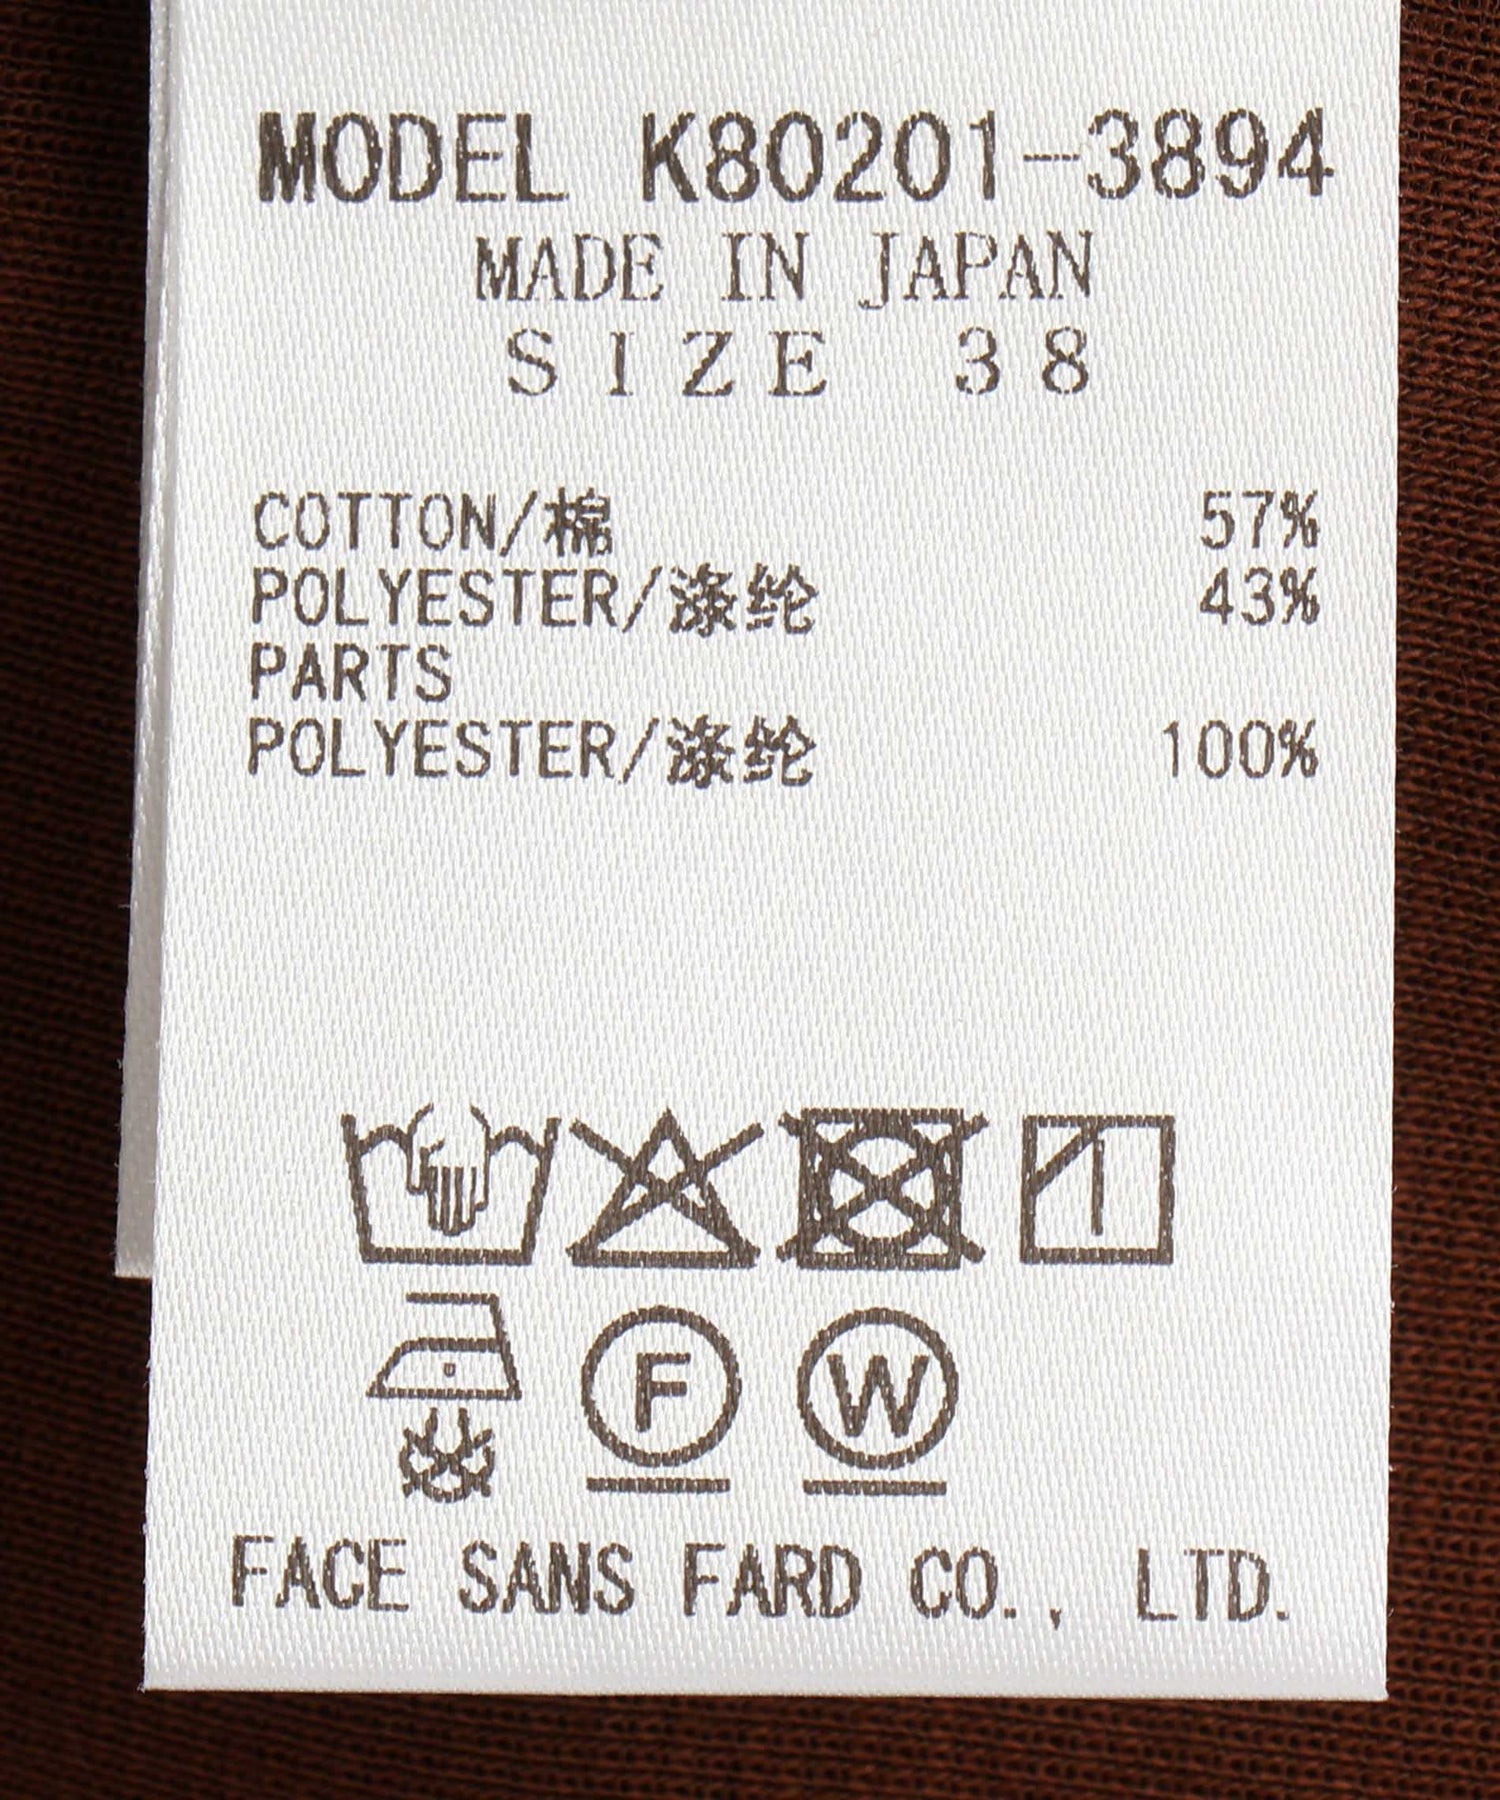 MODEL K80201-3894
MADE IN JAPAN
SIZE 38
COTTON/棉 57%
POLYESTER/涤纶 43%
PARTS
POLYESTER/涤纶 100%
F W
FACE SANS FARD CO., LTD.